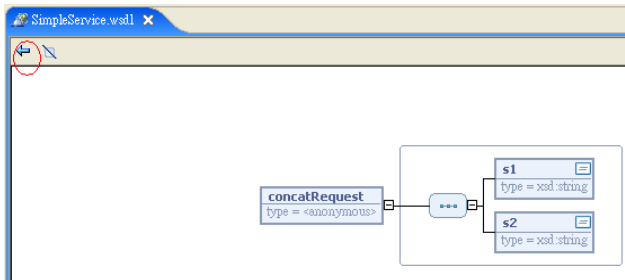 SimpleService.wsdl
s1
type = xsd:string
concatRequest
type = <anonymous>
s2
type = xsd:string